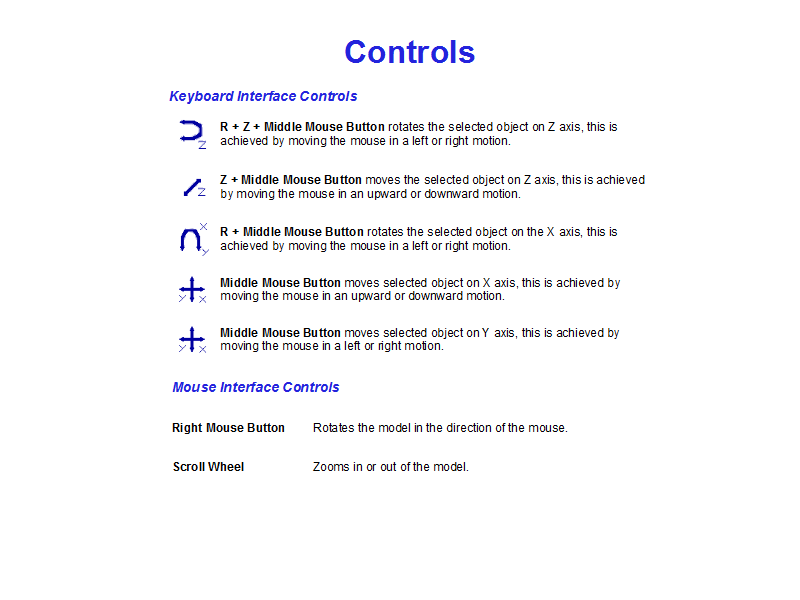 Controls
Keyboard Interface Controls
R + Z + Middle Mouse Button rotates the selected object on Z axis, this is
achieved by moving the mouse in a left or right motion.
Z
Z + Middle Mouse Button moves the selected object on Z axis, this is achieved
by moving the mouse in an upward or downward motion.
Z
X
R + Middle Mouse Button rotates the selected object on the X axis, this is
achieved by moving the mouse in a left or right motion.
Y
Middle Mouse Button moves selected object on X axis, this is achieved by
moving the mouse in an upward or downward motion.
Y X
Middle Mouse Button moves selected object on Y axis, this is achieved by
moving the mouse in a left or right motion.
Y X
Mouse Interface Controls
Right Mouse Button Rotates the model in the direction of the mouse.
Scroll Wheel Zooms in or out of the model.